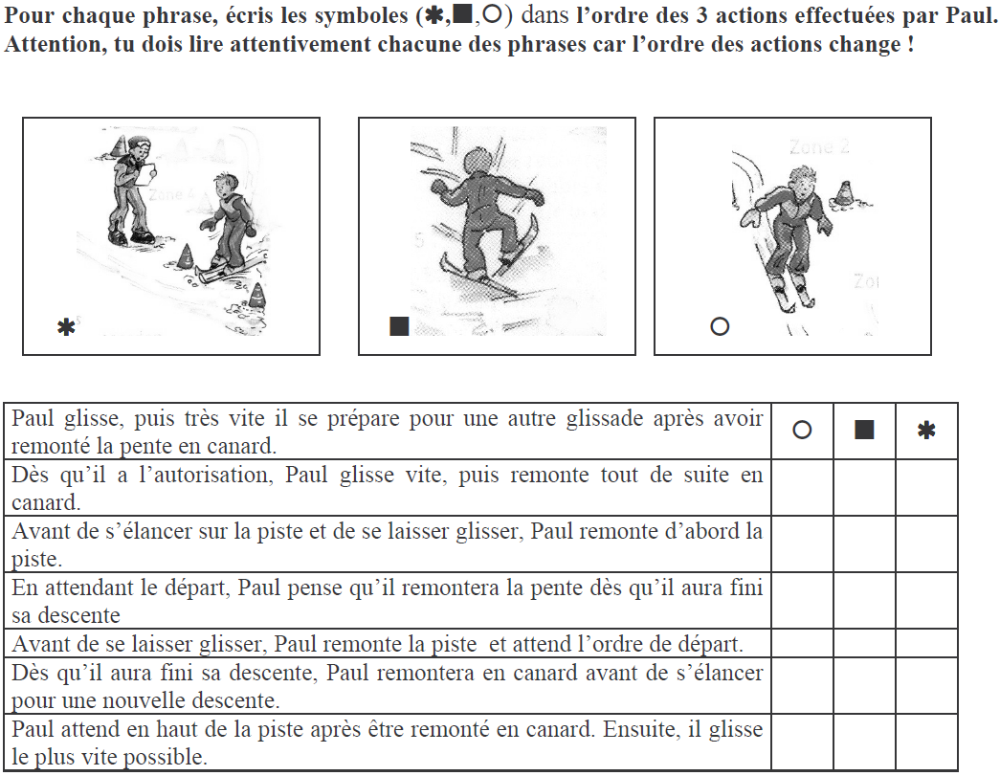 Pour chaque phrase, écris les symboles (✱,■,○) dans l’ordre des 3 actions effectuées par Paul.
Attention, tu dois lire attentivement chacune des phrases car l’ordre des actions change !
Zone 2
Zone 4
5
Zo
✱
■
○
Paul glisse, puis très vite il se prépare pour une autre glissade après avoir
remonté la pente en canard.
○ ■ ✱
Dès qu’il a l’autorisation, Paul glisse vite, puis remonte tout de suite en
canard.
Avant de s’élancer sur la piste et de se laisser glisser, Paul remonte d’abord la
piste.
En attendant le départ, Paul pense qu’il remontera la pente dès qu’il aura fini
sa descente
Avant de se laisser glisser, Paul remonte la piste et attend l’ordre de départ.
Dès qu’il aura fini sa descente, Paul remontera en canard avant de s’élancer
pour une nouvelle descente.
Paul attend en haut de la piste après être remonté en canard. Ensuite, il glisse
le plus vite possible.